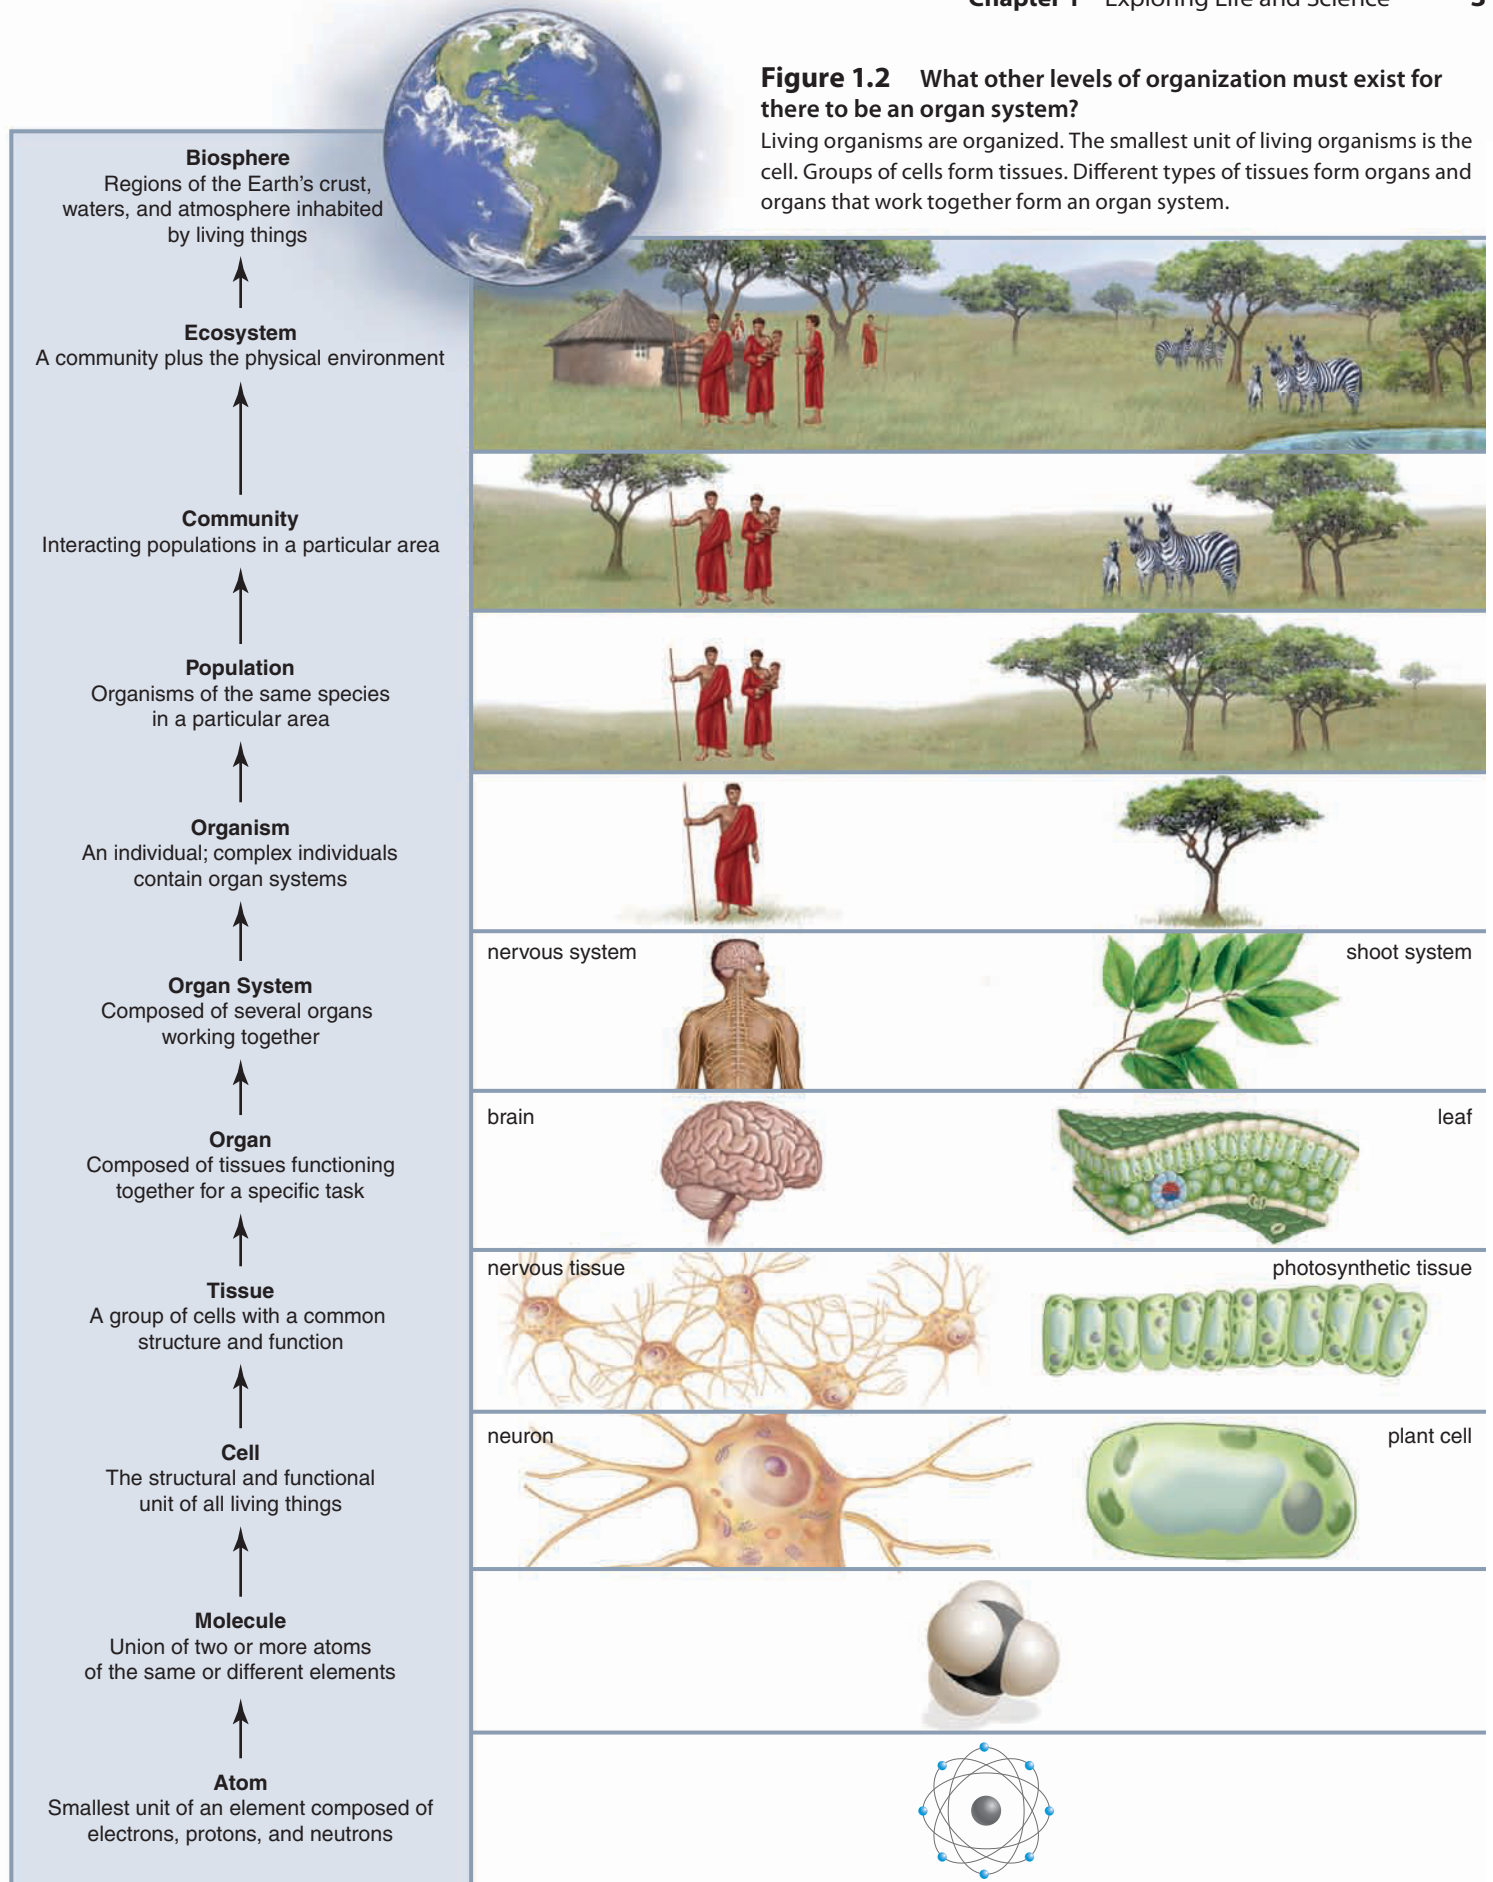 Chapter 1 Exploring Life and Science
Figure 1.2 What other levels of organization must exist for
there to be an organ system?
Living organisms are organized. The smallest unit of living organisms is the
cell. Groups of cells form tissues. Different types of tissues form organs and
organs that work together form an organ system.
Biosphere
Regions of the Earth’s crust,
waters, and atmosphere inhabited
by living things
Ecosystem
A community plus the physical environment
Community
Interacting populations in a particular area
Population
Organisms of the same species
in a particular area
Organism
An individual; complex individuals
contain organ systems
nervous system
shoot system
Organ System
Composed of several organs
working together
brain
leaf
Organ
Composed of tissues functioning
together for a specific task
nervous tissue
photosynthetic tissue
Tissue
A group of cells with a common
structure and function
neuron
plant cell
Cell
The structural and functional
unit of all living things
Molecule
Union of two or more atoms
of the same or different elements
Atom
Smallest unit of an element composed of
electrons, protons, and neutrons